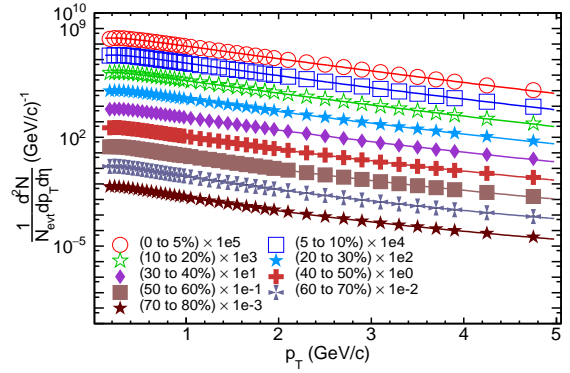 10^10
10^9
10^2
10^-5
1/N_evt d^2N/dp_T dη (GeV/c)^-1
(0 to 5%) × 1e5
(5 to 10%) × 1e4
(10 to 20%) × 1e3
(20 to 30%) × 1e2
(30 to 40%) × 1e1
(40 to 50%) × 1e0
(50 to 60%) × 1e-1
(60 to 70%) × 1e-2
(70 to 80%) × 1e-3
1 2 3 4 5
p_T (GeV/c)